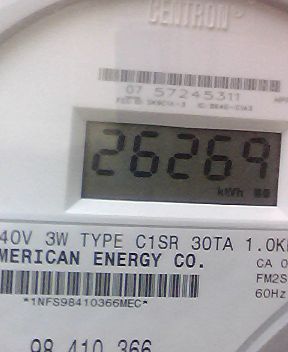 CENTRON®
07 57245311
26269
kWh
40V 3W TYPE C1SR 30TA 1.0K
MERICAN ENERGY CO.
CA 0
FM2S
60Hz
*1NFS98410366MEC*
98 410 366